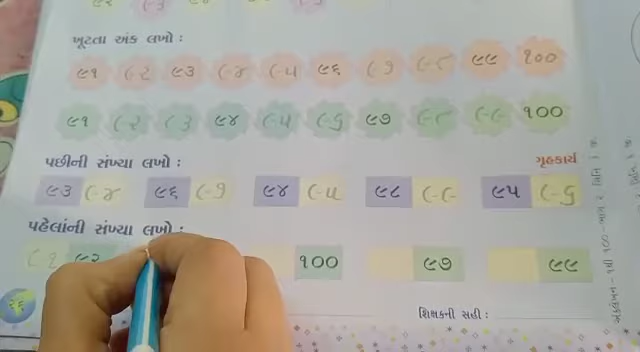 ખૂટતા અંક લખો :
૯૧ ૯૨ ૯૩ ૯૪ ૯૫ ૯૬ ૯૭ ૯૮ ૯૯ ૧૦૦
૯૧ ૯૨ ૯૩ ૯૪ ૯૫ ૯૬ ૯૭ ૯૮ ૯૯ ૧૦૦
પછીની સંખ્યા લખો : ગૃહકાર્ય
૯૩ ૯૪ ૯૬ ૯૭ ૯૪ ૯૫ ૯૮ ૯૯ ૯૫ ૯૬
પહેલાંની સંખ્યા લખો :
૯૧ ૯૨ ૧૦૦ ૯૭ ૯૯
શિક્ષકની સહી :